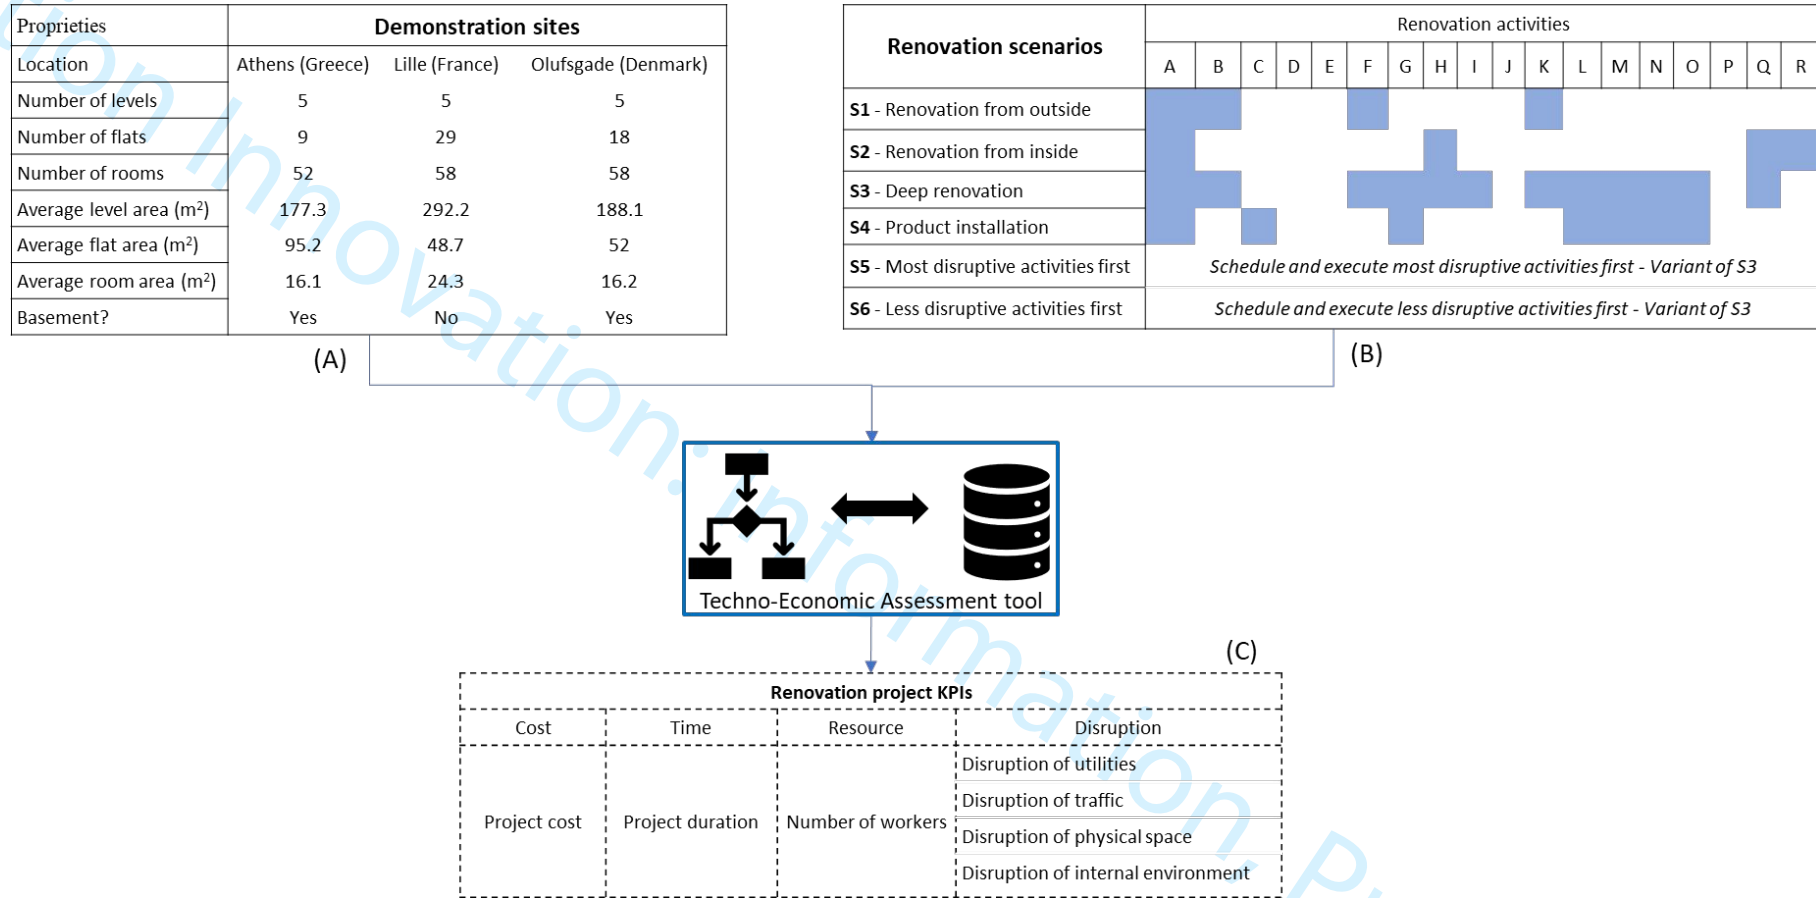 Proprieties Demonstration sites
Location Athens (Greece) Lille (France) Olufsgade (Denmark)
Number of levels 5 5 5
Number of flats 9 29 18
Number of rooms 52 58 58
Average level area (m²) 177.3 292.2 188.1
Average flat area (m²) 95.2 48.7 52
Average room area (m²) 16.1 24.3 16.2
Basement? Yes No Yes
(A)
Renovation scenarios Renovation activities
A B C D E F G H I J K L M N O P Q R
S1 - Renovation from outside
S2 - Renovation from inside
S3 - Deep renovation
S4 - Product installation
S5 - Most disruptive activities first Schedule and execute most disruptive activities first - Variant of S3
S6 - Less disruptive activities first Schedule and execute less disruptive activities first - Variant of S3
(B)
Techno-Economic Assessment tool
(C)
Renovation project KPIs
Cost Time Resource Disruption
Project cost Project duration Number of workers
Disruption of utilities
Disruption of traffic
Disruption of physical space
Disruption of internal environment
Innovation: Information,